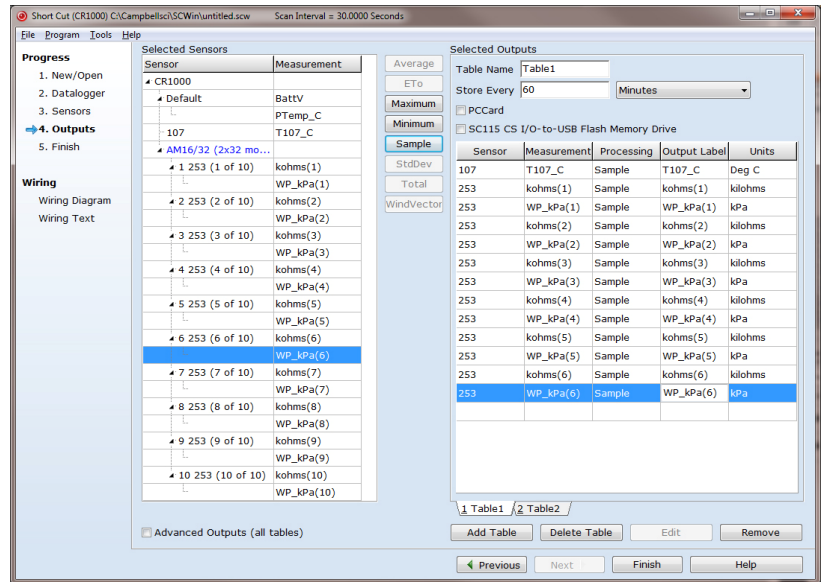 Short Cut (CR1000) C:\Campbellsci\SCWin\untitled.scw Scan Interval = 30.0000 Seconds
File Program Tools Help
Progress
1. New/Open
2. Datalogger
3. Sensors
4. Outputs
5. Finish
Wiring
Wiring Diagram
Wiring Text
Selected Sensors
Sensor Measurement
CR1000
Default BattV
PTemp_C
107 T107_C
AM16/32 (2x32 mo...
1 253 (1 of 10) kohms(1)
WP_kPa(1)
2 253 (2 of 10) kohms(2)
WP_kPa(2)
3 253 (3 of 10) kohms(3)
WP_kPa(3)
4 253 (4 of 10) kohms(4)
WP_kPa(4)
5 253 (5 of 10) kohms(5)
WP_kPa(5)
6 253 (6 of 10) kohms(6)
WP_kPa(6)
7 253 (7 of 10) kohms(7)
WP_kPa(7)
8 253 (8 of 10) kohms(8)
WP_kPa(8)
9 253 (9 of 10) kohms(9)
WP_kPa(9)
10 253 (10 of 10) kohms(10)
WP_kPa(10)
Advanced Outputs (all tables)
Average
ETo
Maximum
Minimum
Sample
StdDev
Total
WindVector
Selected Outputs
Table Name Table1
Store Every 60 Minutes
PCCard
SC115 CS I/O-to-USB Flash Memory Drive
Sensor Measurement Processing Output Label Units
107 T107_C Sample T107_C Deg C
253 kohms(1) Sample kohms(1) kilohms
253 WP_kPa(1) Sample WP_kPa(1) kPa
253 kohms(2) Sample kohms(2) kilohms
253 WP_kPa(2) Sample WP_kPa(2) kPa
253 kohms(3) Sample kohms(3) kilohms
253 WP_kPa(3) Sample WP_kPa(3) kPa
253 kohms(4) Sample kohms(4) kilohms
253 WP_kPa(4) Sample WP_kPa(4) kPa
253 kohms(5) Sample kohms(5) kilohms
253 WP_kPa(5) Sample WP_kPa(5) kPa
253 kohms(6) Sample kohms(6) kilohms
253 WP_kPa(6) Sample WP_kPa(6) kPa
1 Table1 2 Table2
Add Table Delete Table Edit Remove
Previous Next Finish Help